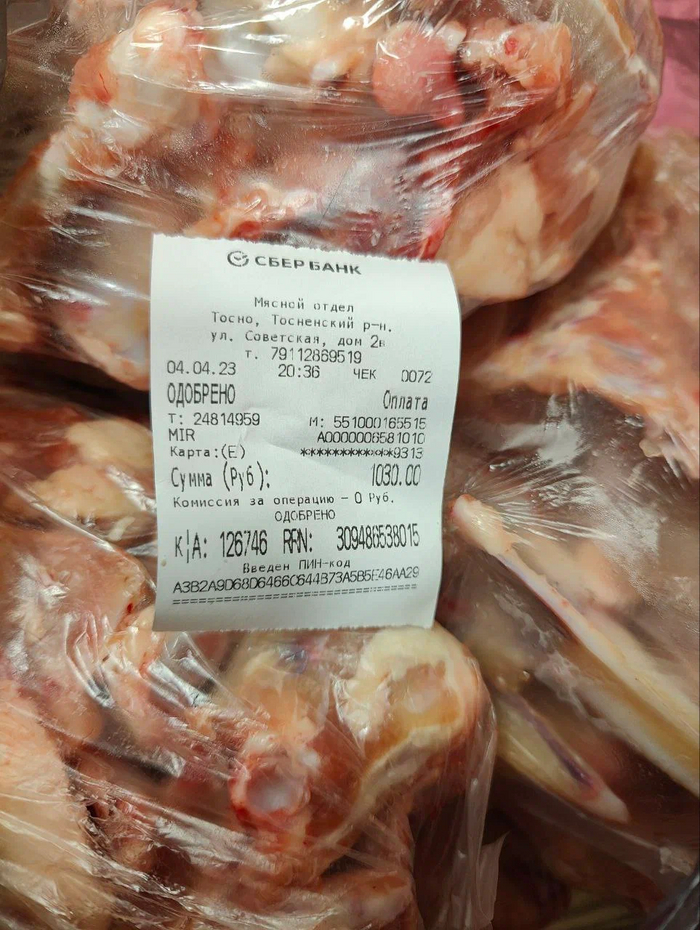 СБЕРБАНК
Мясной отдел
Тосно, Тосненский р-н.
ул. Советская, дом 2в
т. 79112869519
04.04.23 20:36 ЧЕК 0072
ОДОБРЕНО Оплата
Т: 24814959 М: 551000165515
MIR A0000006581010
Карта:(E) ************9313
Сумма (Руб): 1030.00
Комиссия за операцию – 0 Руб.
ОДОБРЕНО
К/А: 126746 RRN: 309486538015
Введен ПИН-код
A3B2A9D68D6466C644B73A5B5E46AA29
================================